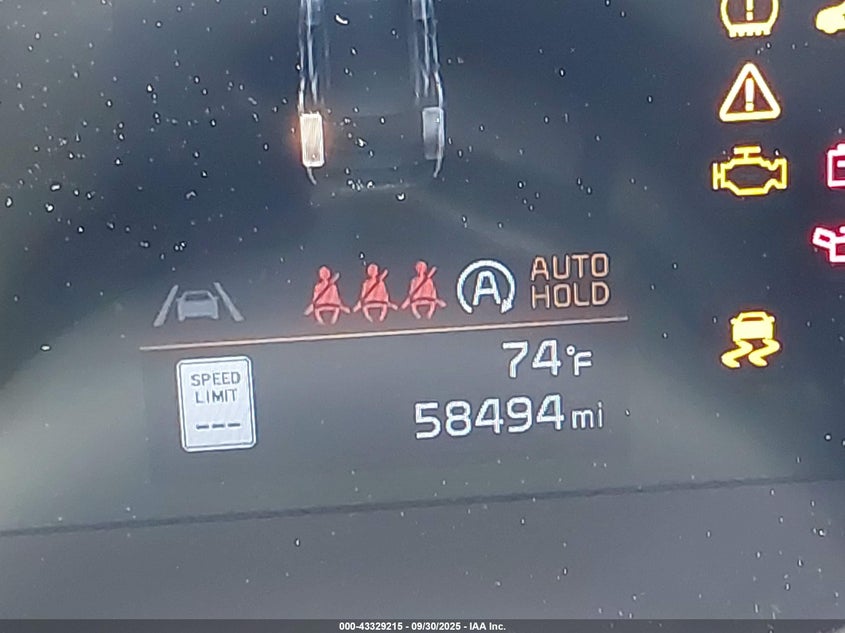 AUTO
HOLD
A
SPEED
LIMIT
---
74°F
58494 mi
000-43329215 - 09/30/2025 - IAA Inc.